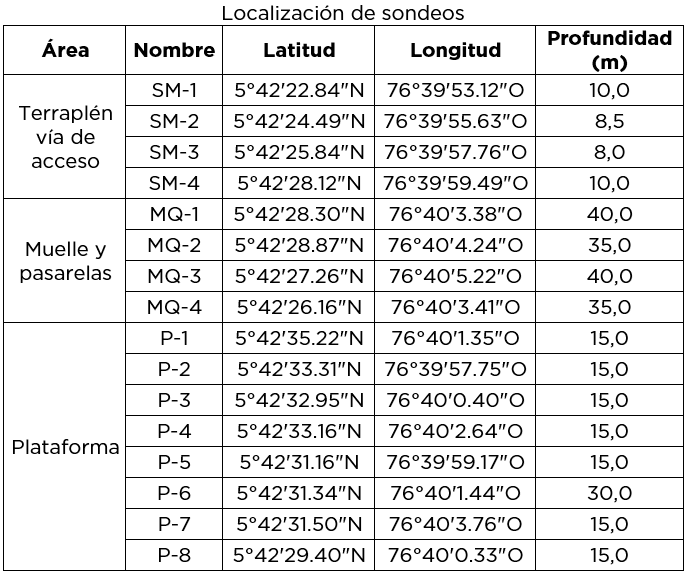 Localización de sondeos
Área Nombre Latitud Longitud Profundidad (m)
Terraplén vía de acceso
SM-1 5°42'22.84"N 76°39'53.12"O 10,0
SM-2 5°42'24.49"N 76°39'55.63"O 8,5
SM-3 5°42'25.84"N 76°39'57.76"O 8,0
SM-4 5°42'28.12"N 76°39'59.49"O 10,0
Muelle y pasarelas
MQ-1 5°42'28.30"N 76°40'3.38"O 40,0
MQ-2 5°42'28.87"N 76°40'4.24"O 35,0
MQ-3 5°42'27.26"N 76°40'5.22"O 40,0
MQ-4 5°42'26.16"N 76°40'3.41"O 35,0
Plataforma
P-1 5°42'35.22"N 76°40'1.35"O 15,0
P-2 5°42'33.31"N 76°39'57.75"O 15,0
P-3 5°42'32.95"N 76°40'0.40"O 15,0
P-4 5°42'33.16"N 76°40'2.64"O 15,0
P-5 5°42'31.16"N 76°39'59.17"O 15,0
P-6 5°42'31.34"N 76°40'1.44"O 30,0
P-7 5°42'31.50"N 76°40'3.76"O 15,0
P-8 5°42'29.40"N 76°40'0.33"O 15,0